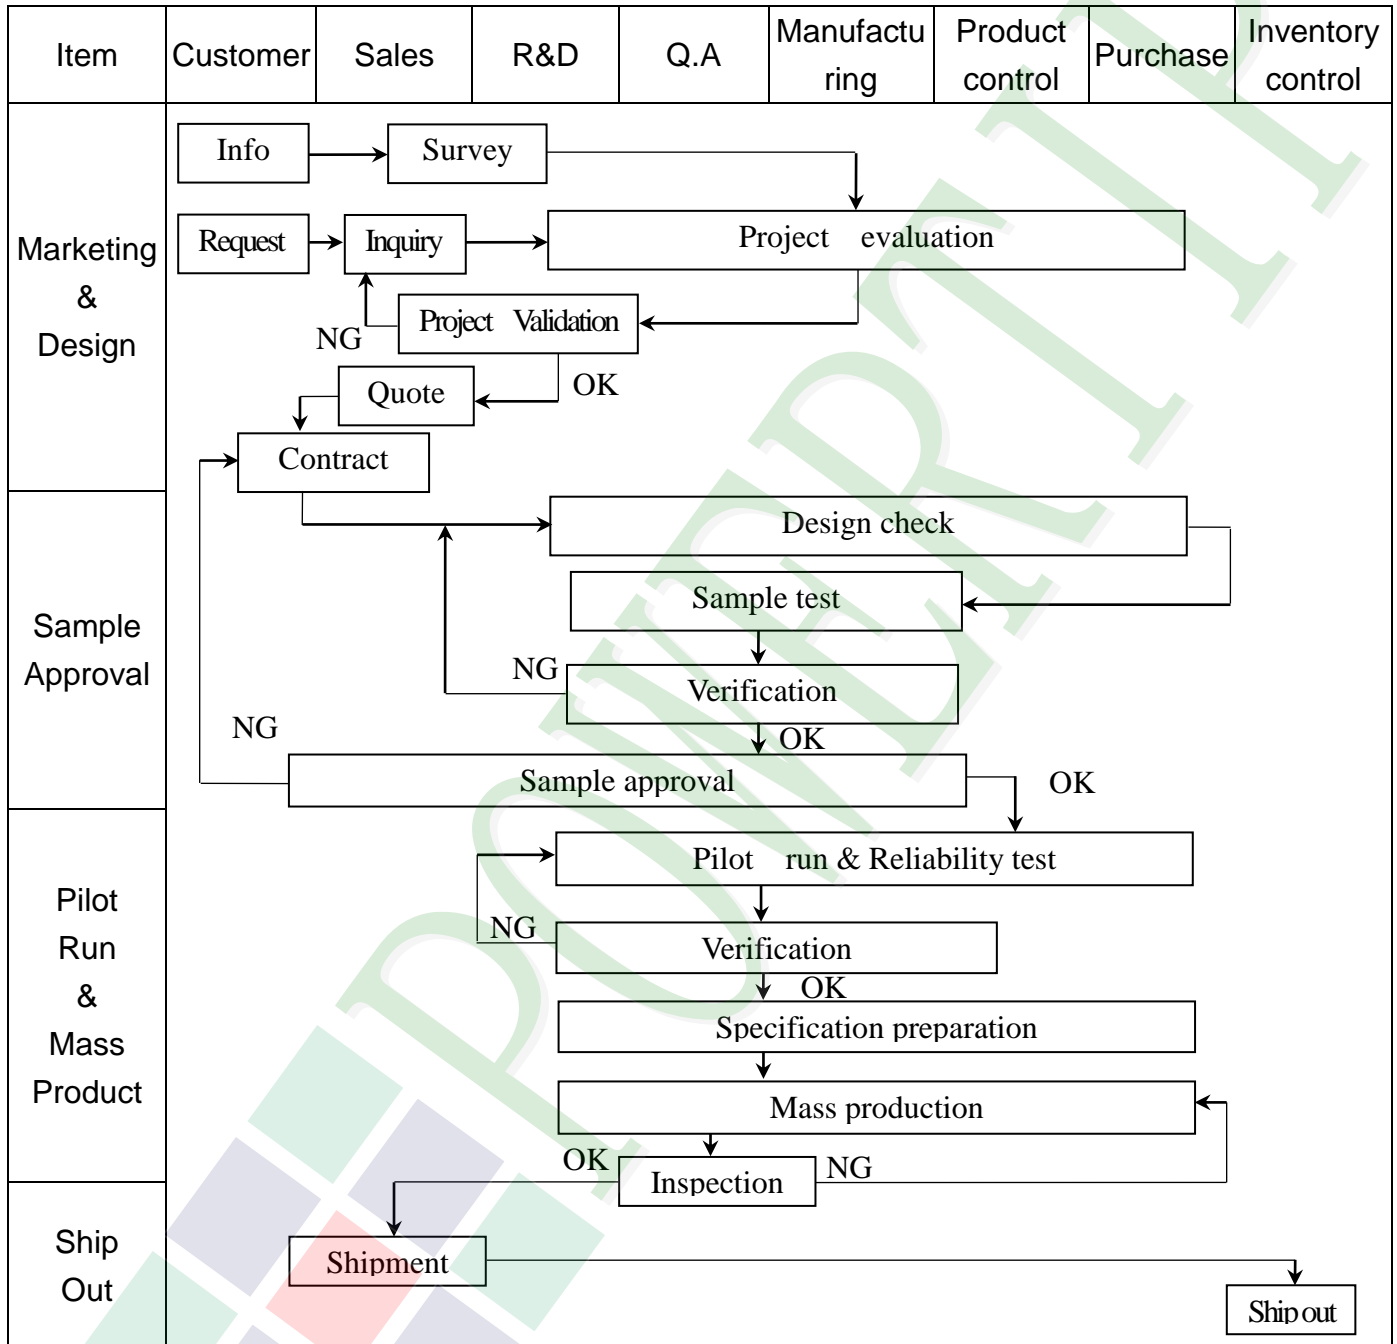 Item
Customer
Sales
R&D
Q.A
Manufactu
ring
Product
control
Purchase
Inventory
control
Marketing
&
Design
Info
Survey
Request
Inquiry
Project evaluation
NG
Project Validation
Quote
OK
Contract
Sample
Approval
Design check
Sample test
NG
Verification
NG
OK
Sample approval
OK
Pilot
Run
&
Mass
Product
Pilot run & Reliability test
NG
Verification
OK
Specification preparation
Mass production
OK
Inspection
NG
Ship
Out
Shipment
Ship out
POWERTIP